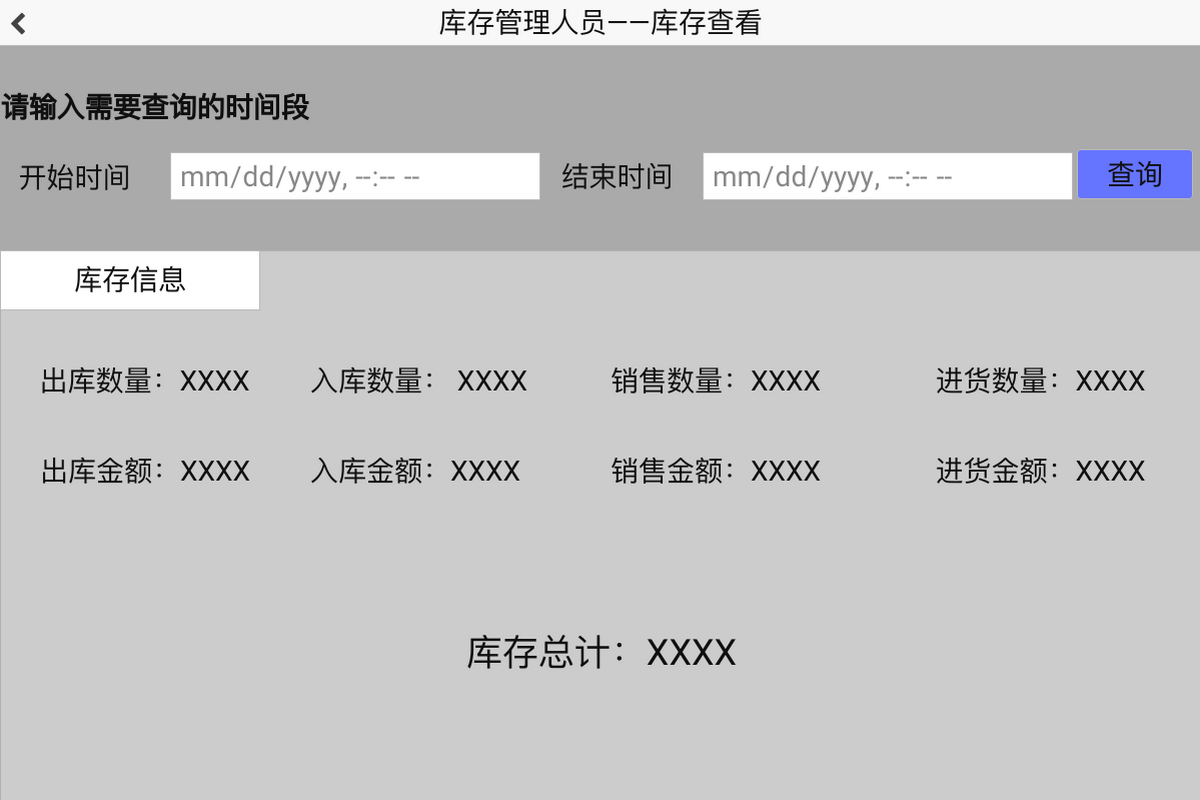 库存管理人员——库存查看
请输入需要查询的时间段
开始时间 mm/dd/yyyy, --:-- -- 结束时间 mm/dd/yyyy, --:-- -- 查询
库存信息
出库数量：XXXX 入库数量： XXXX 销售数量：XXXX 进货数量：XXXX
出库金额：XXXX 入库金额：XXXX 销售金额：XXXX 进货金额：XXXX
库存总计：XXXX